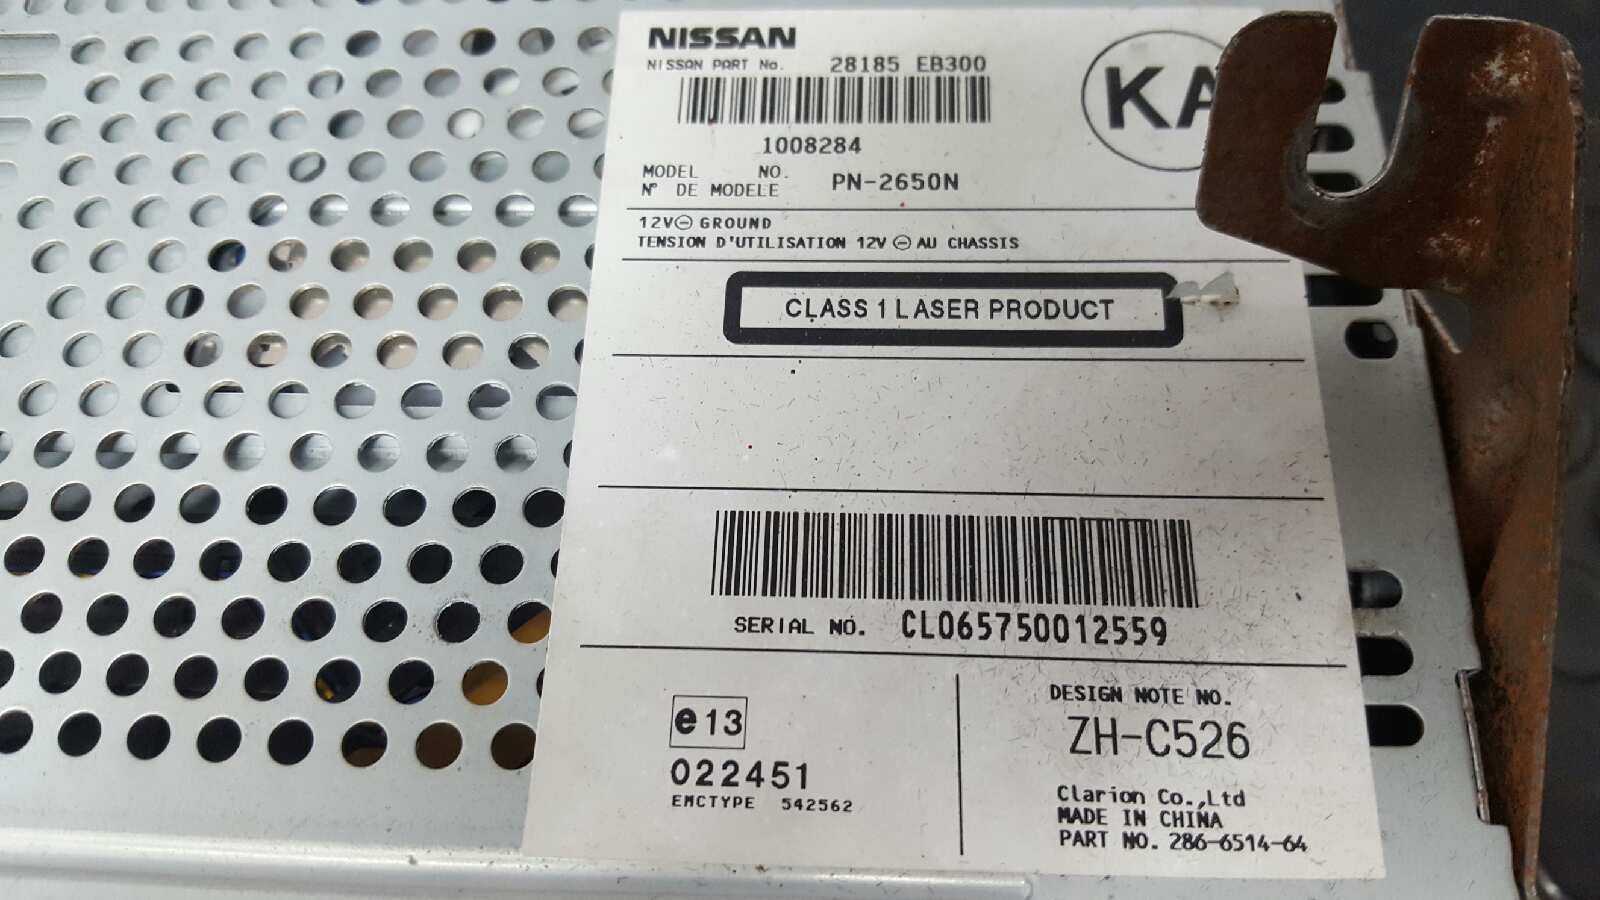 NISSAN
NISSAN PART No. 28185 EB300
KA
1008284
MODEL NO.
N° DE MODELE PN-2650N
12V⊖ GROUND
TENSION D'UTILISATION 12V ⊖ AU CHASSIS
CLASS 1 LASER PRODUCT
SERIAL NO. CL065750012559
e13
022451
EMCTYPE 542562
DESIGN NOTE NO.
ZH-C526
Clarion Co.,Ltd
MADE IN CHINA
PART NO. 286-6514-64